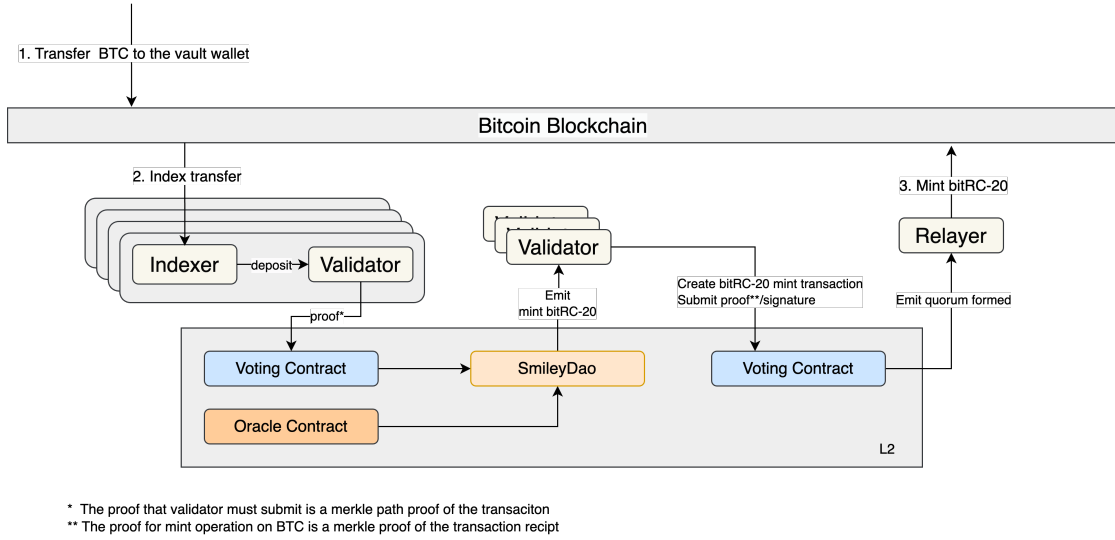 1. Transfer BTC to the vault wallet
Bitcoin Blockchain
2. Index transfer
3. Mint bitRC-20
Relayer
Validator
Indexer
deposit
Validator
Emit
mint bitRC-20
Create bitRC-20 mint transaction
Submit proof**/signature
Emit quorum formed
proof*
Voting Contract
SmileyDao
Voting Contract
Oracle Contract
L2
* The proof that validator must submit is a merkle path proof of the transaciton
** The proof for mint operation on BTC is a merkle proof of the transaction recipt